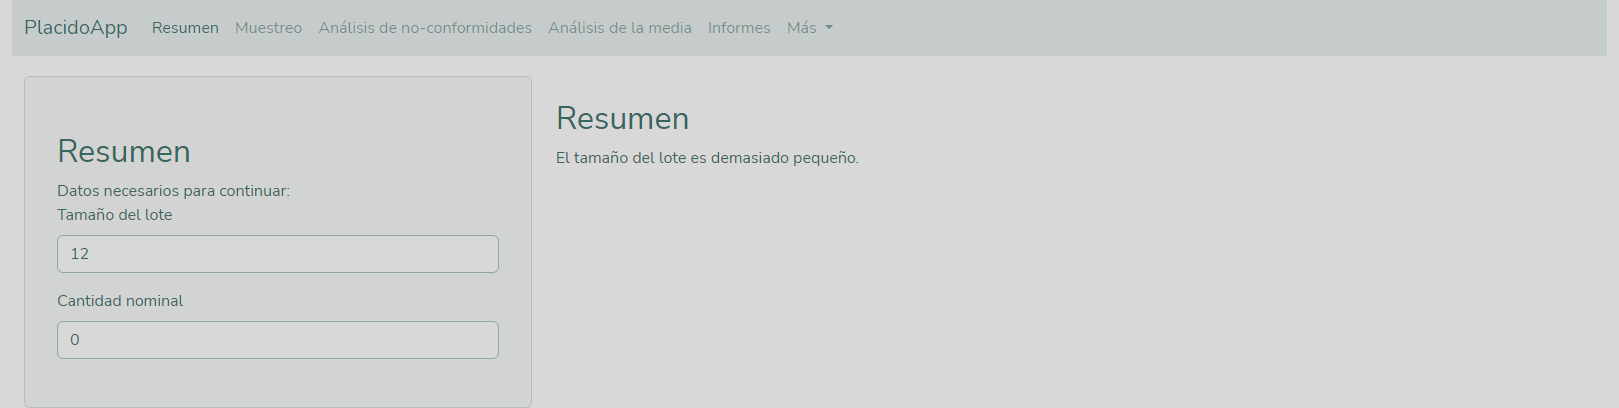 PlacidoApp Resumen Muestreo Análisis de no-conformidades Análisis de la media Informes Más
Resumen
Datos necesarios para continuar:
Tamaño del lote
12
Cantidad nominal
0
Resumen
El tamaño del lote es demasiado pequeño.